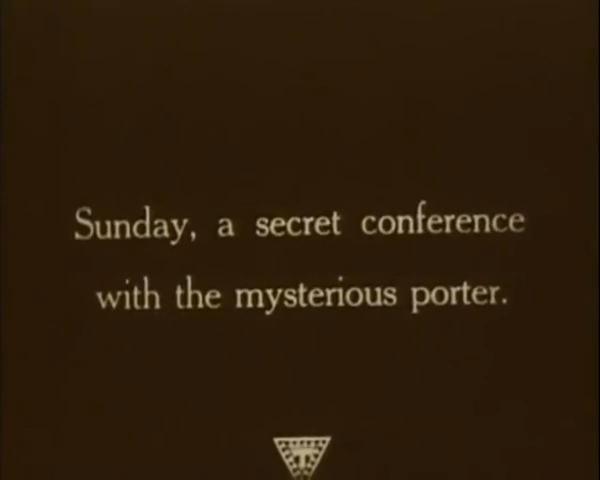 Sunday, a secret conference
with the mysterious porter.